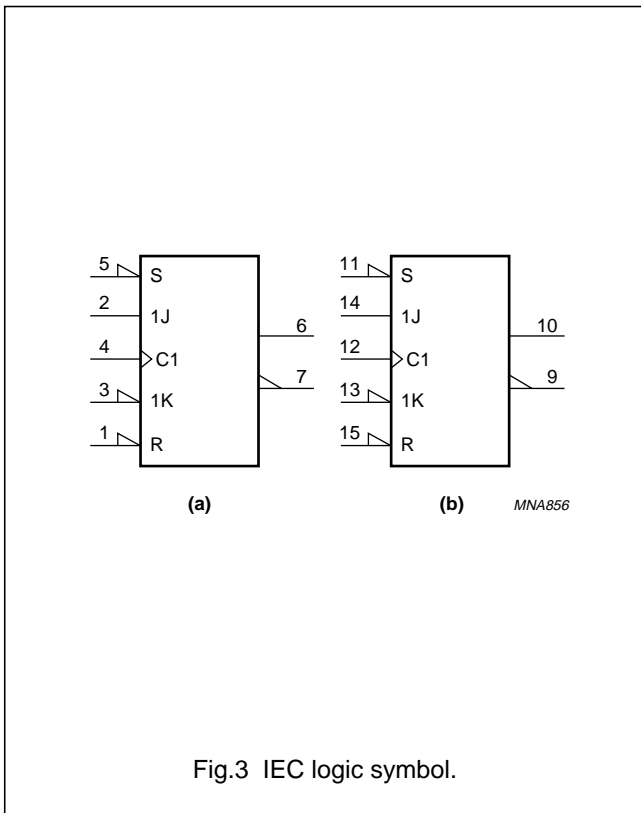 5 S
2 1J
6
4 C1
7
3 1K
1 R
(a)
11 S
14 1J
10
12 C1
9
13 1K
15 R
(b)
MNA856
Fig.3 IEC logic symbol.